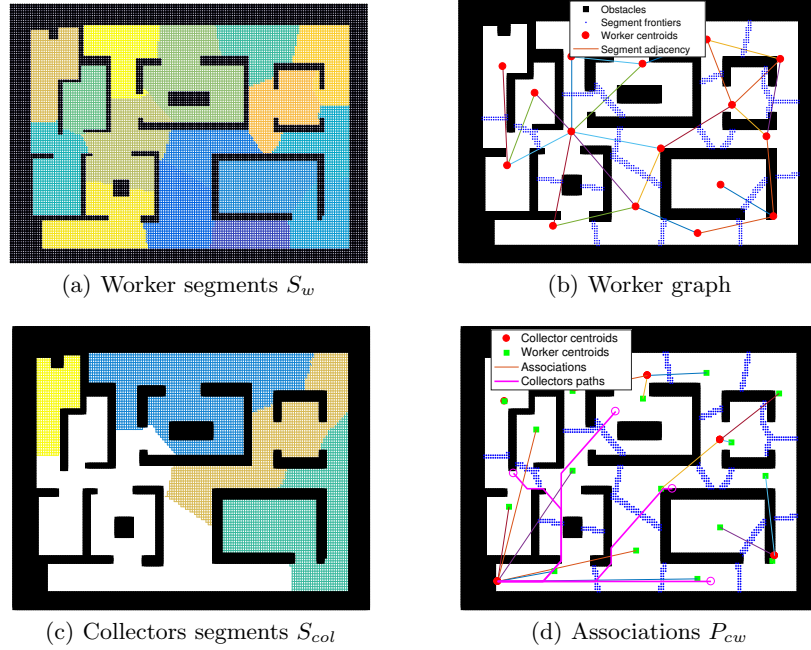 Obstacles
Segment frontiers
Worker centroids
Segment adjacency
(a) Worker segments S_w
(b) Worker graph
Collector centroids
Worker centroids
Associations
Collectors paths
(c) Collectors segments S_col
(d) Associations P_cw